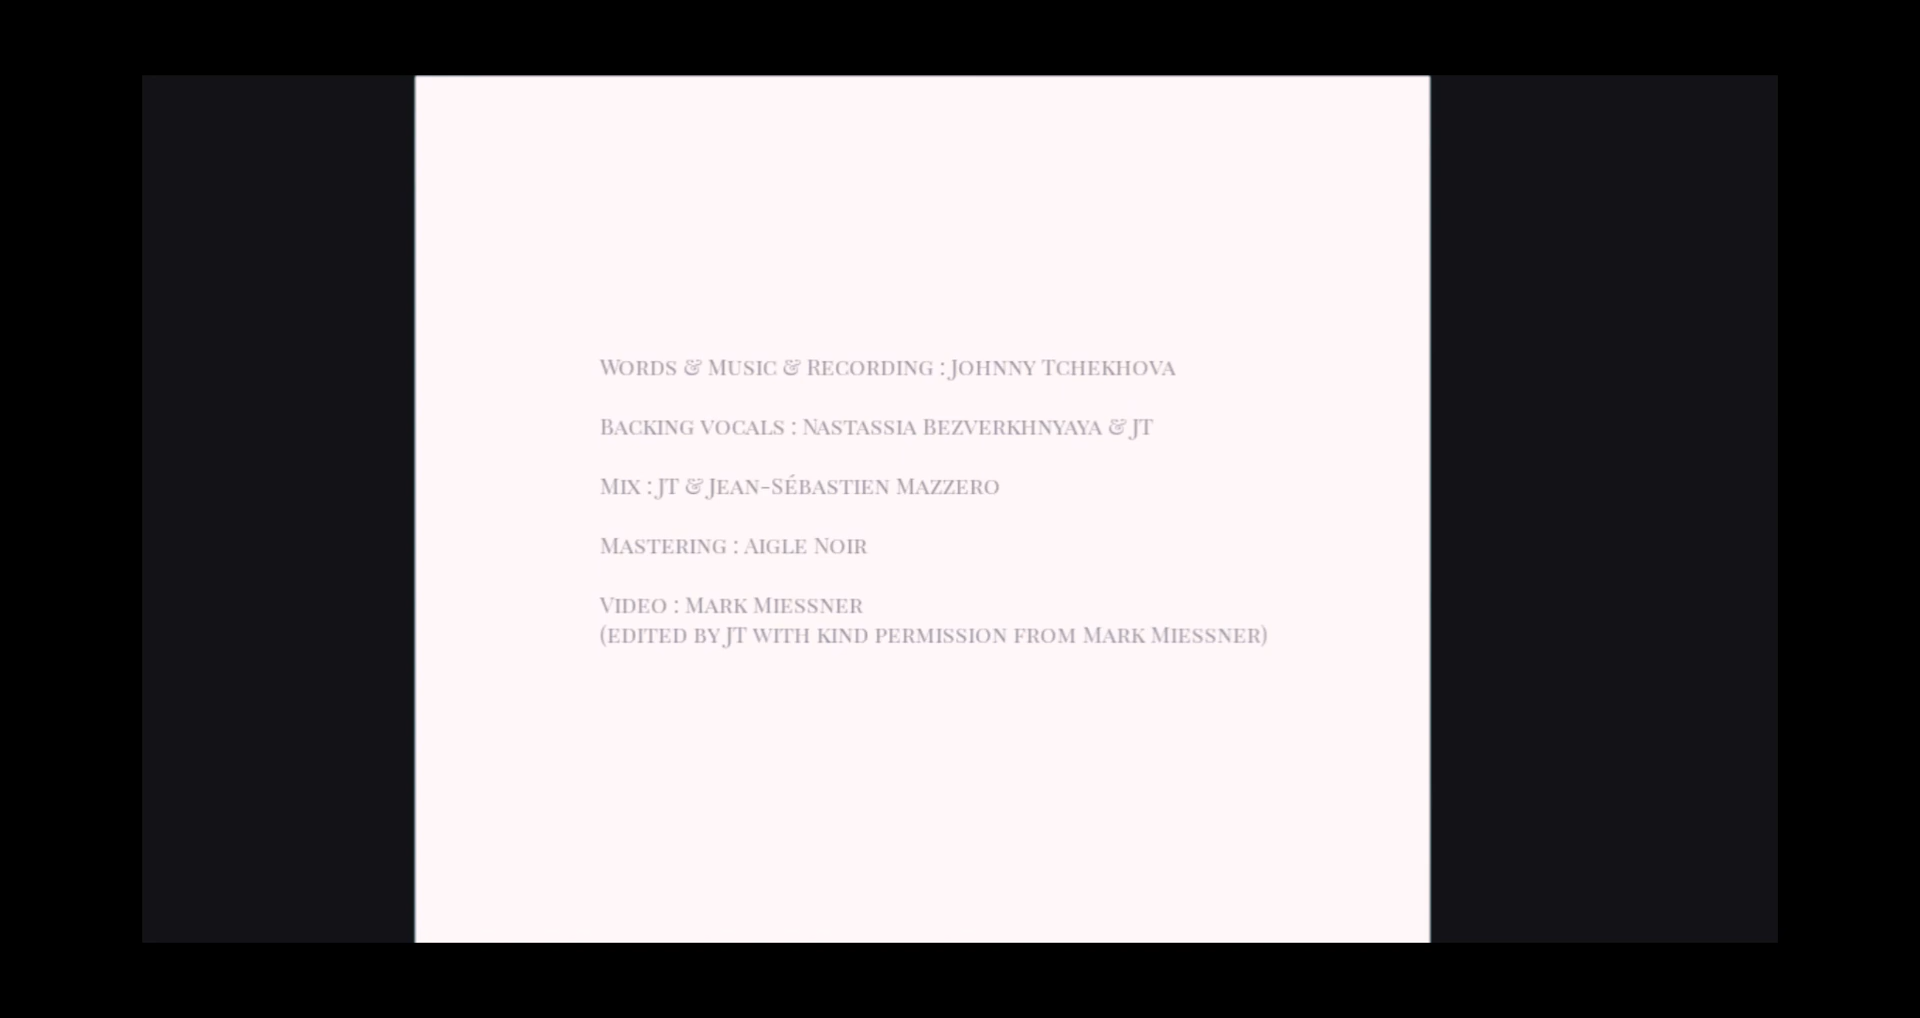 Words & Music & Recording : Johnny Tchekhova
Backing vocals : Nastassia Bezverkhnyaya & JT
Mix : JT & Jean-Sébastien Mazzero
Mastering : Aigle Noir
Video : Mark Miessner
(edited by JT with kind permission from Mark Miessner)